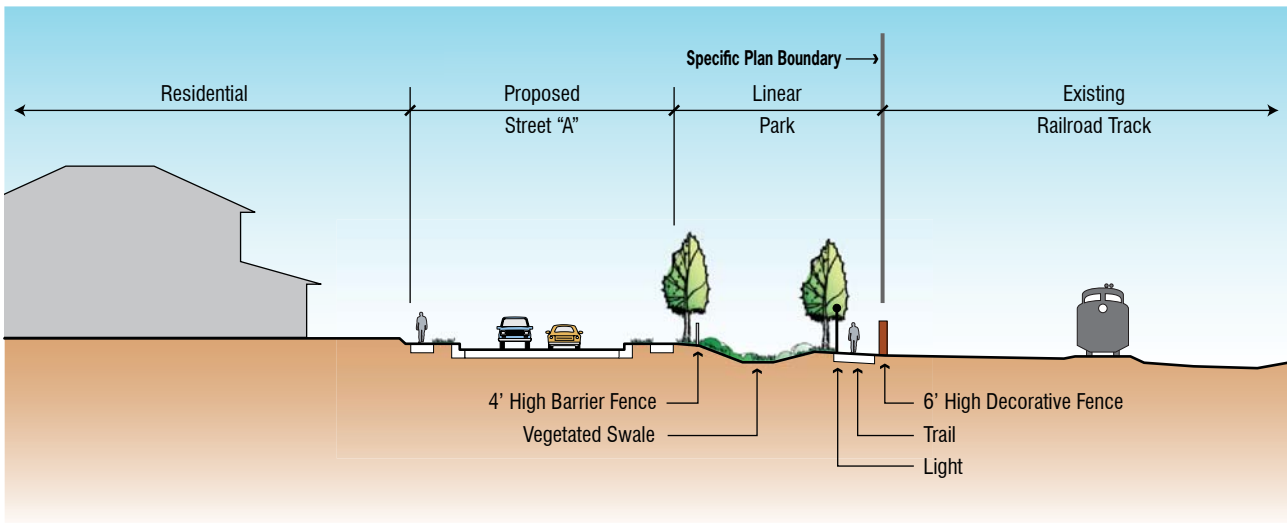 Specific Plan Boundary
Residential
Proposed
Street “A”
Linear
Park
Existing
Railroad Track
4’ High Barrier Fence
Vegetated Swale
6’ High Decorative Fence
Trail
Light